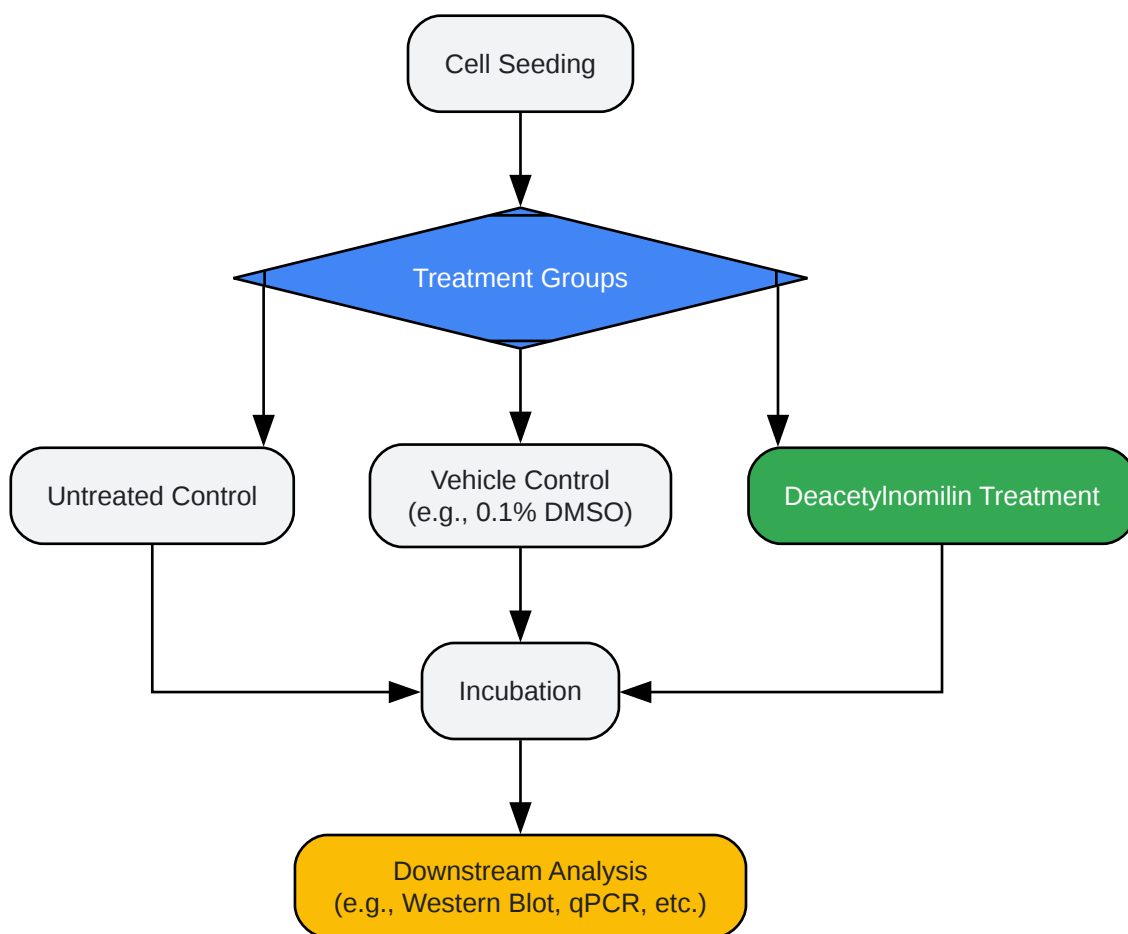 Cell Seeding
Treatment Groups
Untreated Control
Vehicle Control
(e.g., 0.1% DMSO)
Deacetylnomilin Treatment
Incubation
Downstream Analysis
(e.g., Western Blot, qPCR, etc.)